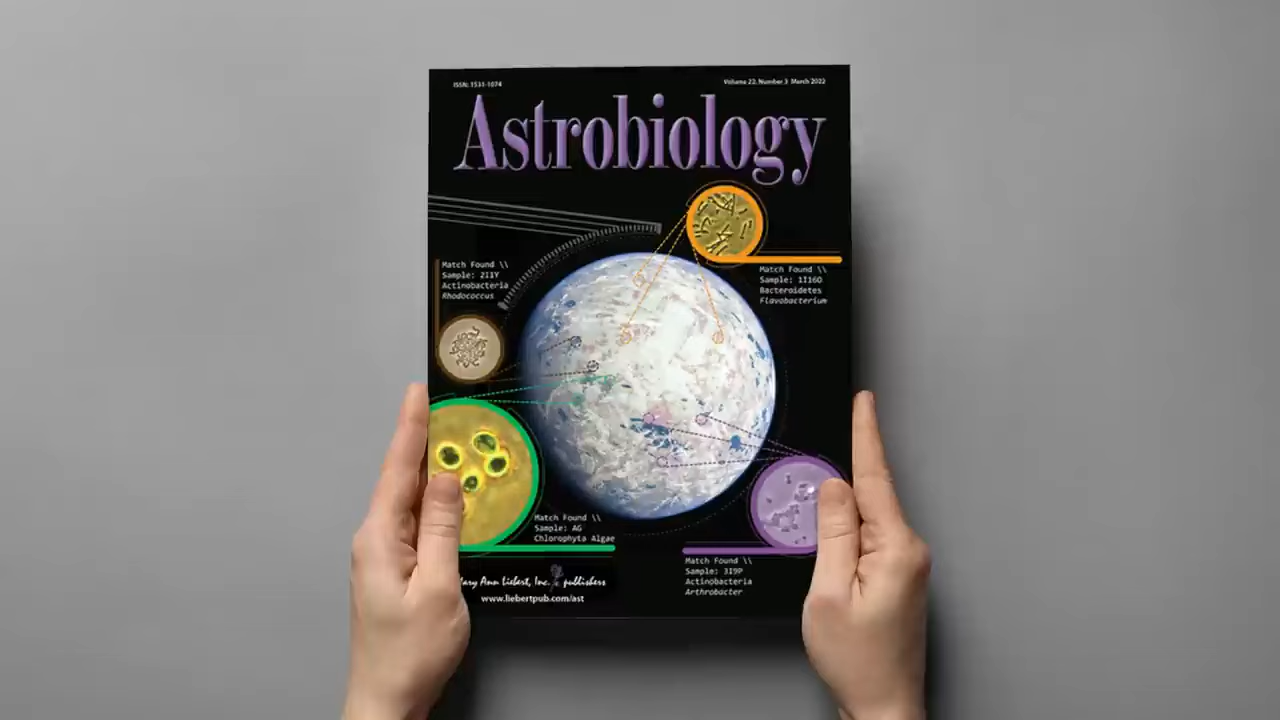 ISSN: 1531-1074
Volume 22, Number 3 March 2022
Astrobiology
Match Found \\
Sample: 2I1Y
Actinobacteria
Rhodococcus
Match Found \\
Sample: 1I16O
Bacteroidetes
Flavobacterium
Match Found \\
Sample: AG
Chlorophyta Algae
Match Found \\
Sample: 3I9P
Actinobacteria
Arthrobacter
ary Ann Liebert, Inc. publishers
www.liebertpub.com/ast